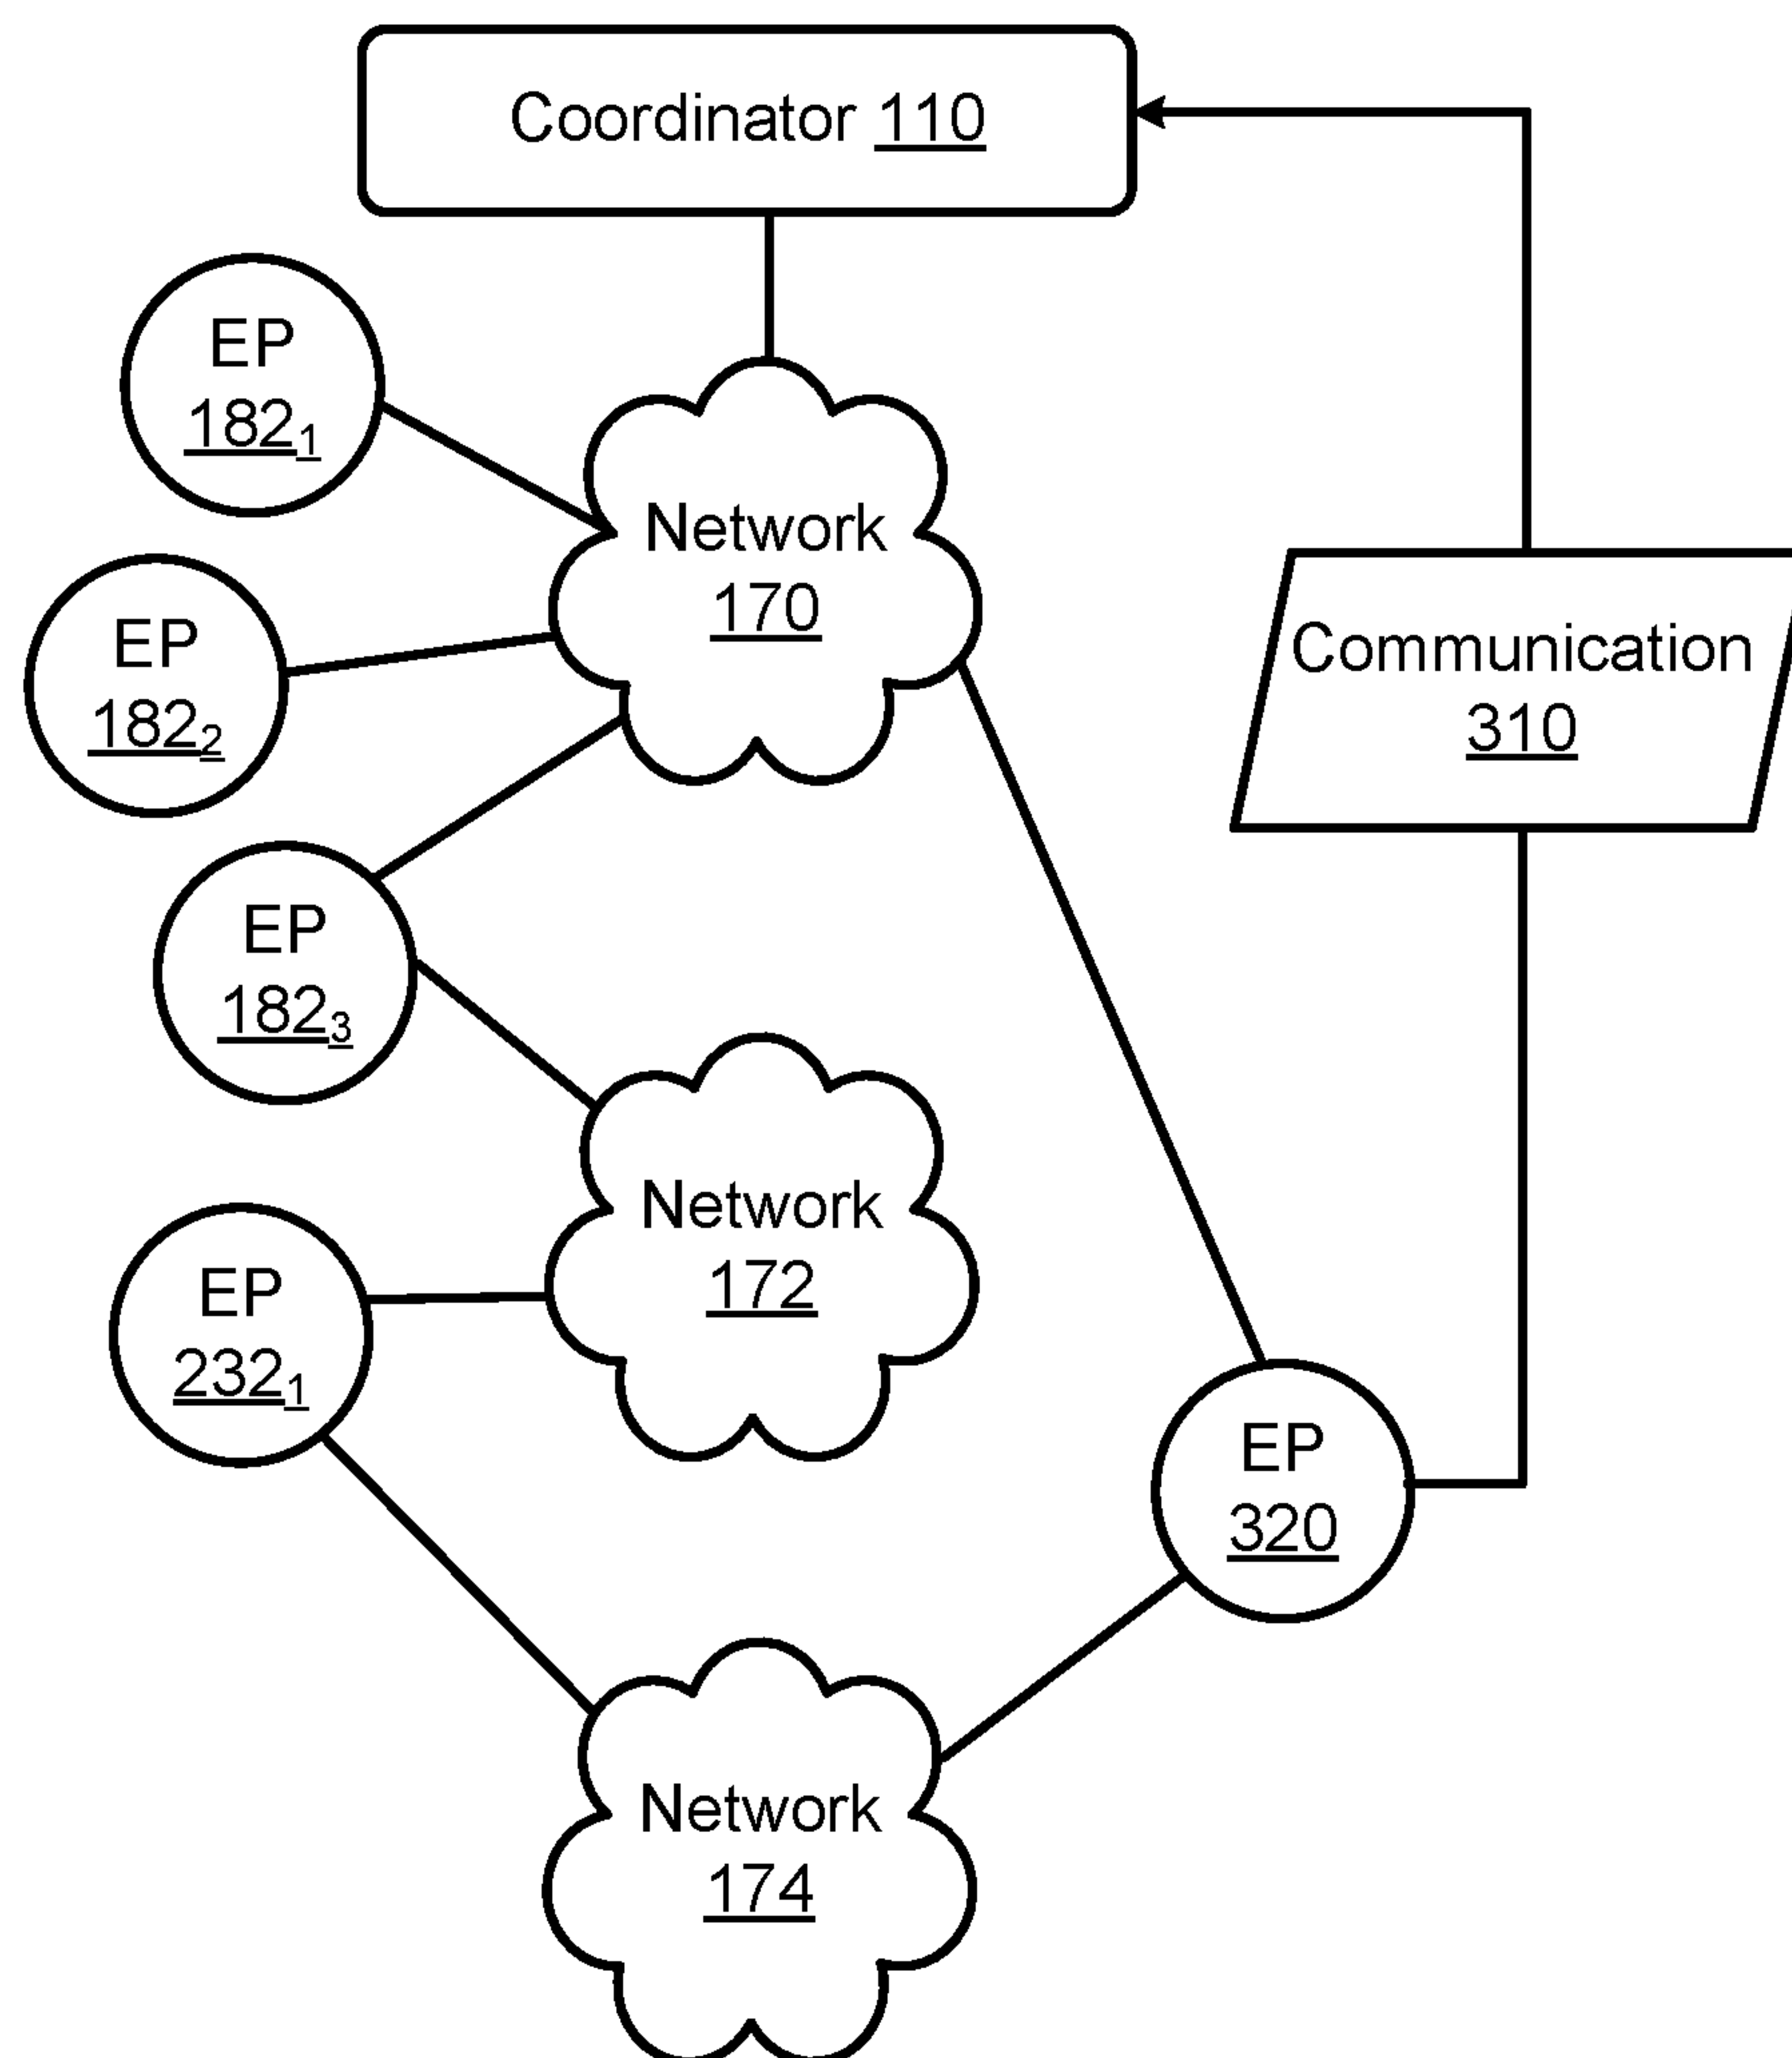 Coordinator 110
EP
182₁
Network
170
EP
182₂
Communication
310
EP
182₃
Network
172
EP
232₁
EP
320
Network
174